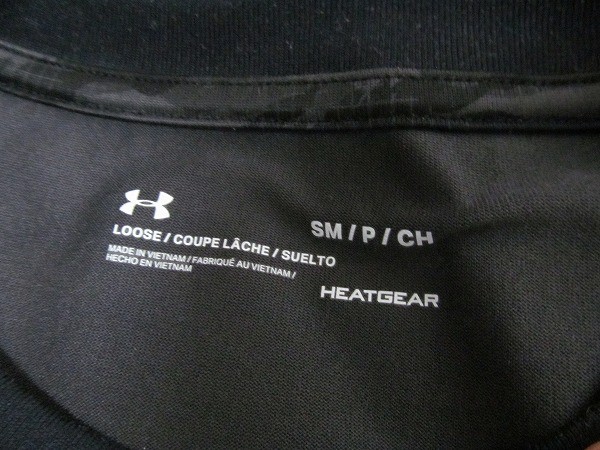 LOOSE / COUPE LÂCHE / SUELTO
MADE IN VIETNAM / FABRIQUÉ AU VIETNAM /
HECHO EN VIETNAM
SM / P / CH
HEATGEAR